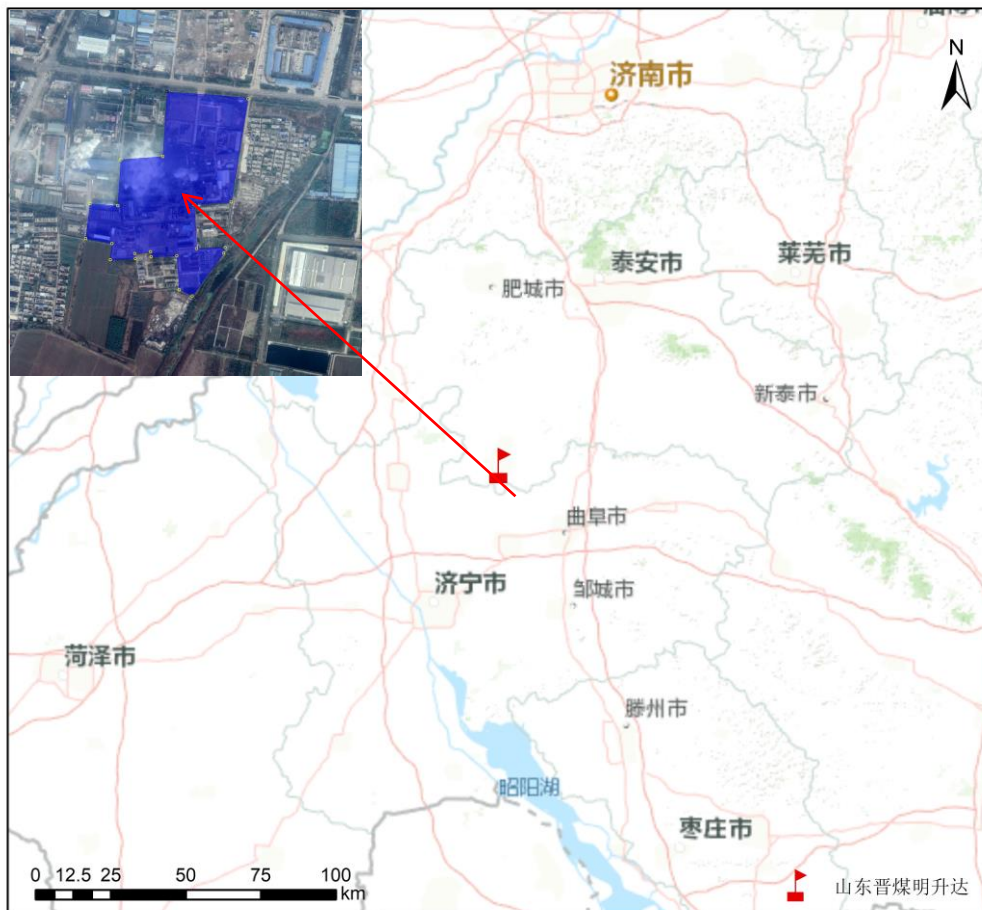 N
济南市
泰安市
莱芜市
肥城市
新泰市
曲阜市
济宁市
邹城市
菏泽市
滕州市
昭阳湖
枣庄市
0 12.5 25 50 75 100
km
山东晋煤明升达